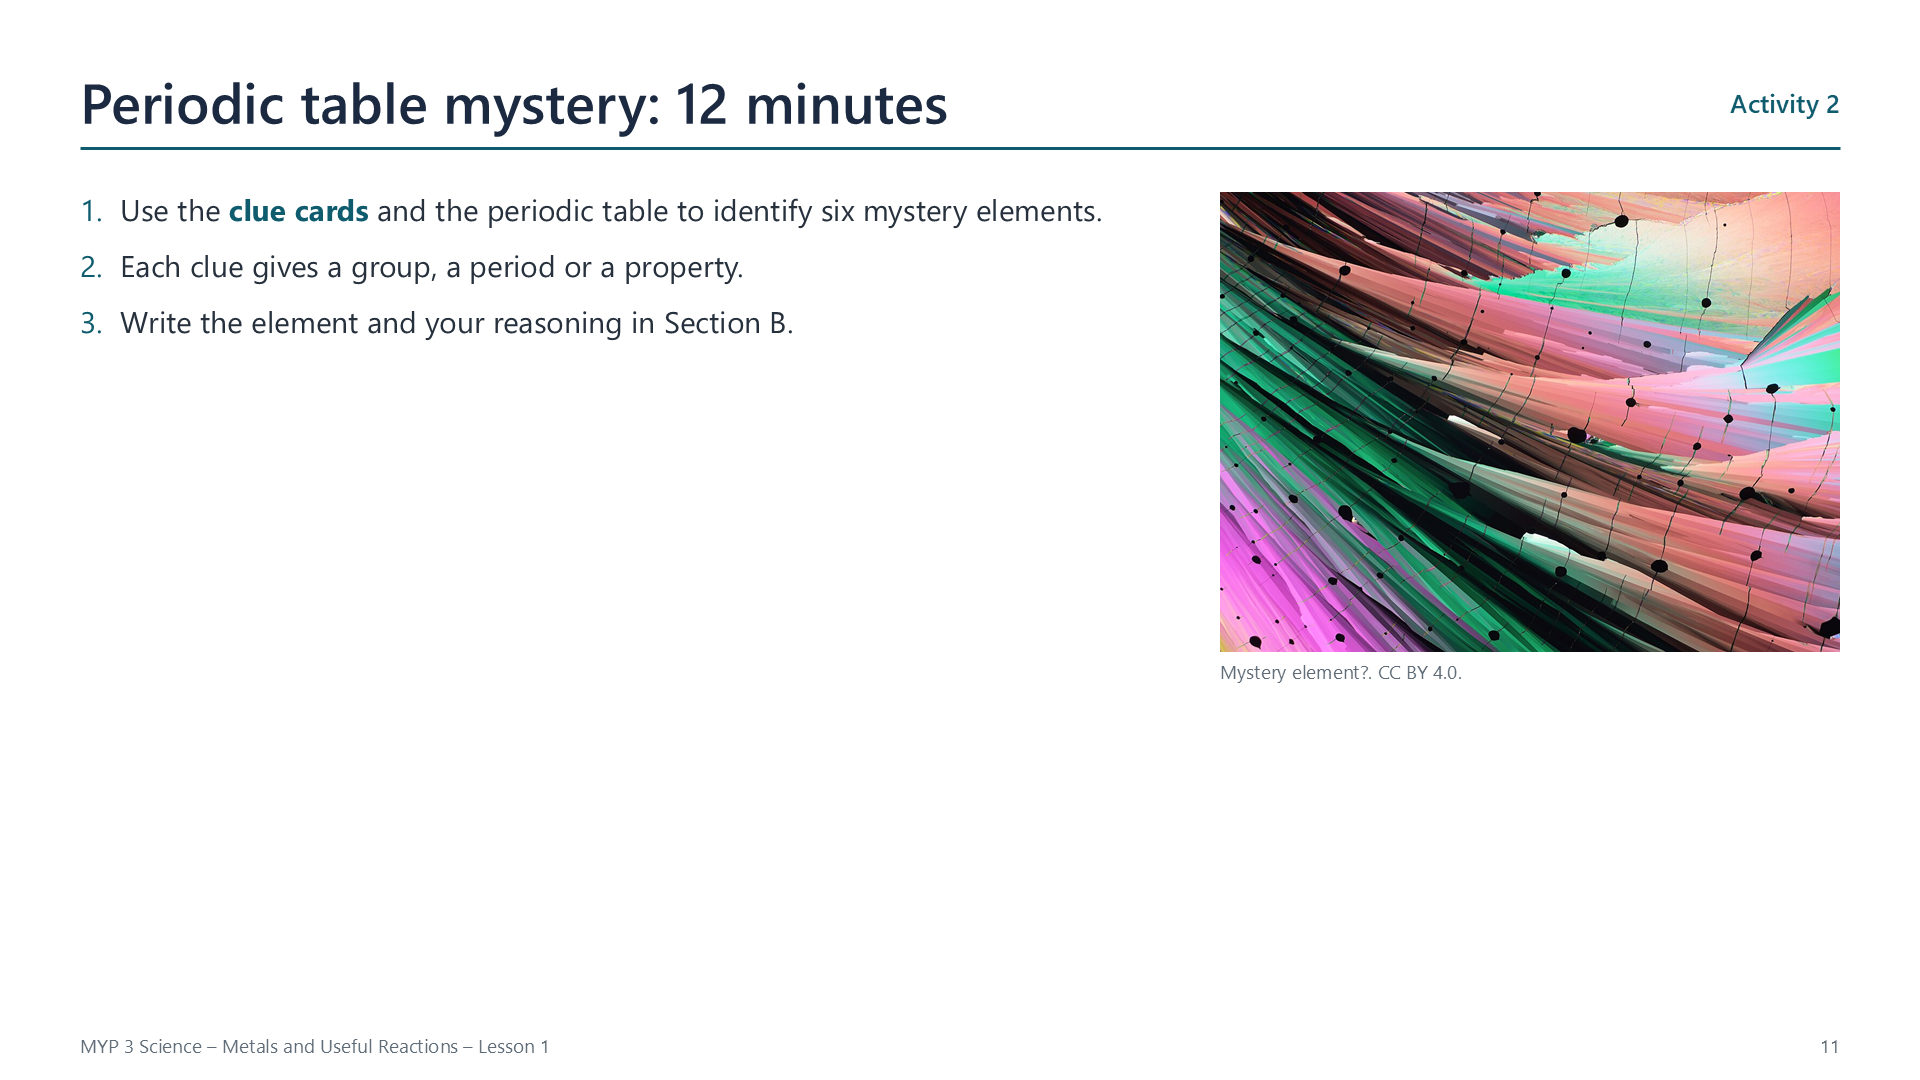 Periodic table mystery: 12 minutes
Activity 2
1. Use the clue cards and the periodic table to identify six mystery elements.
2. Each clue gives a group, a period or a property.
3. Write the element and your reasoning in Section B.
Mystery element?. CC BY 4.0.
MYP 3 Science – Metals and Useful Reactions – Lesson 1
11